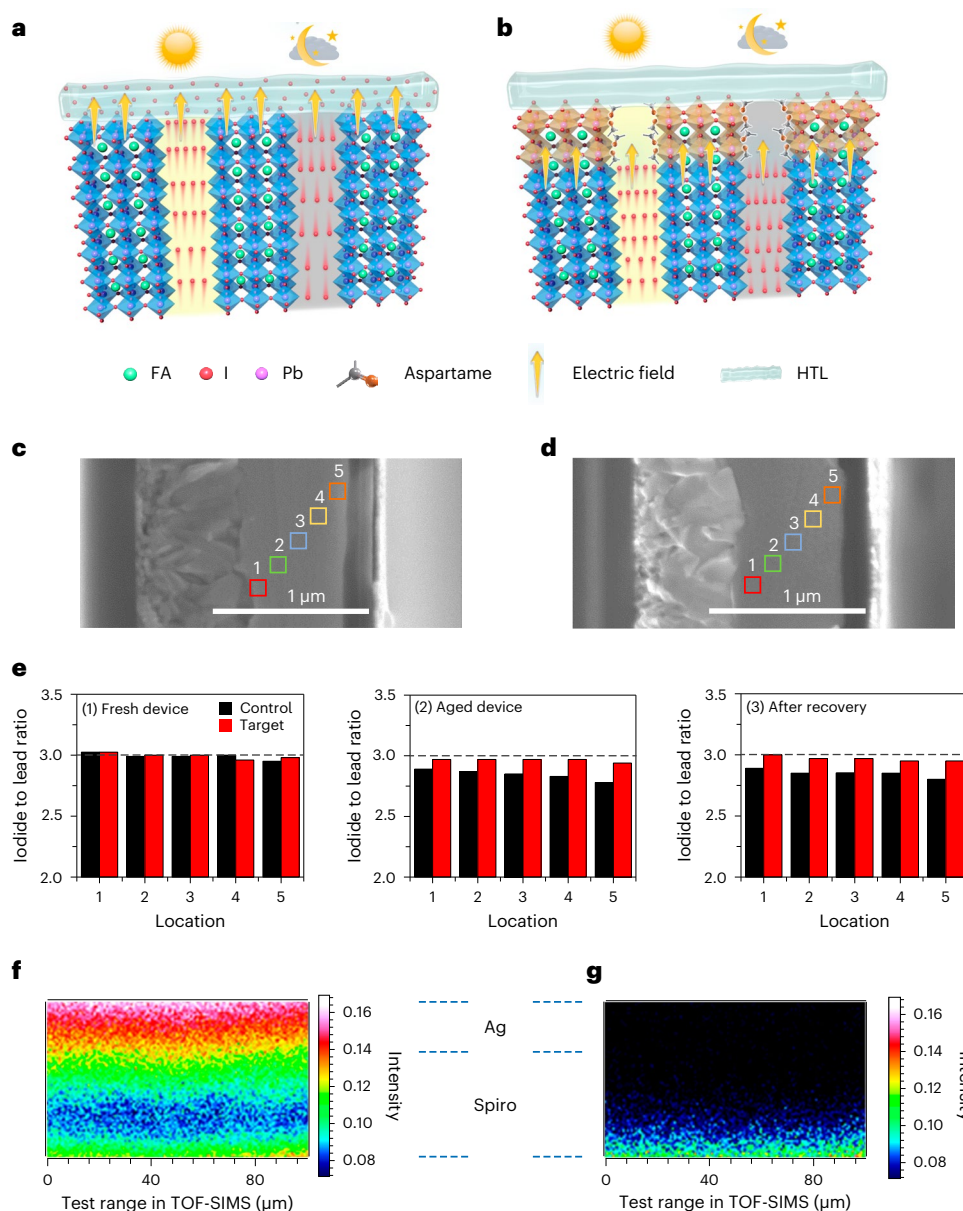 a
b
FA
I
Pb
Aspartame
Electric field
HTL
c
1
2
3
4
5
1 µm
d
1
2
3
4
5
1 µm
e
3.5
3.0
2.5
2.0
Iodide to lead ratio
(1) Fresh device
Control
Target
1 2 3 4 5
Location
3.5
3.0
2.5
2.0
Iodide to lead ratio
(2) Aged device
1 2 3 4 5
Location
3.5
3.0
2.5
2.0
Iodide to lead ratio
(3) After recovery
1 2 3 4 5
Location
f
0.16
0.14
0.12
0.10
0.08
Intensity
0 40 80
Test range in TOF-SIMS (µm)
Ag
Spiro
g
0.16
0.14
0.12
0.10
0.08
0 40 80
Test range in TOF-SIMS (µm)